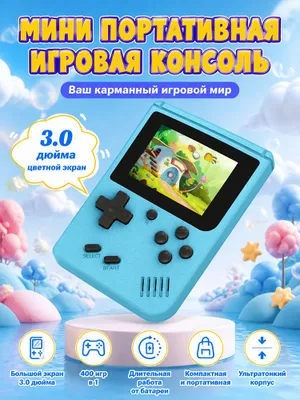 МИНИ ПОРТАТИВНАЯ
ИГРОВАЯ КОНСОЛЬ
Ваш карманный игровой мир
3.0
дюйма
цветной экран
SELECT
START
Большой экран
3.0 дюйма
400 игр
в 1
Длительная
работа
от батареи
Компактная
и портативная
Ультратонкий
корпус